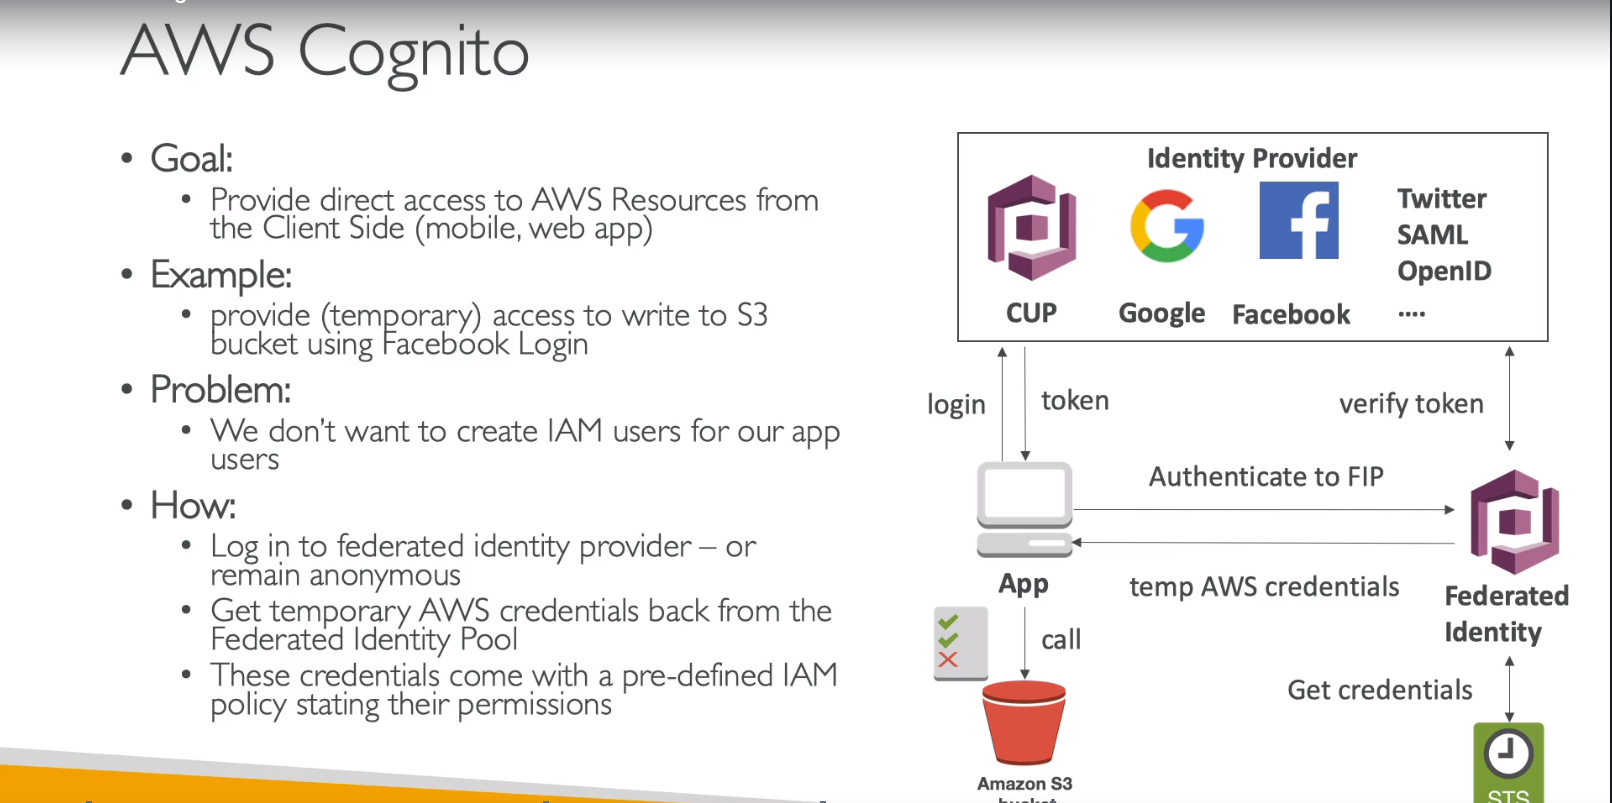 AWS Cognito
• Goal:
• Provide direct access to AWS Resources from
the Client Side (mobile, web app)
• Example:
• provide (temporary) access to write to S3
bucket using Facebook Login
• Problem:
• We don't want to create IAM users for our app
users
• How:
• Log in to federated identity provider – or
remain anonymous
• Get temporary AWS credentials back from the
Federated Identity Pool
• These credentials come with a pre-defined IAM
policy stating their permissions
Identity Provider
CUP
Google
Facebook
Twitter
SAML
OpenID
....
login
token
verify token
Authenticate to FIP
temp AWS credentials
App
Federated
Identity
call
Get credentials
Amazon S3
bucket
STS